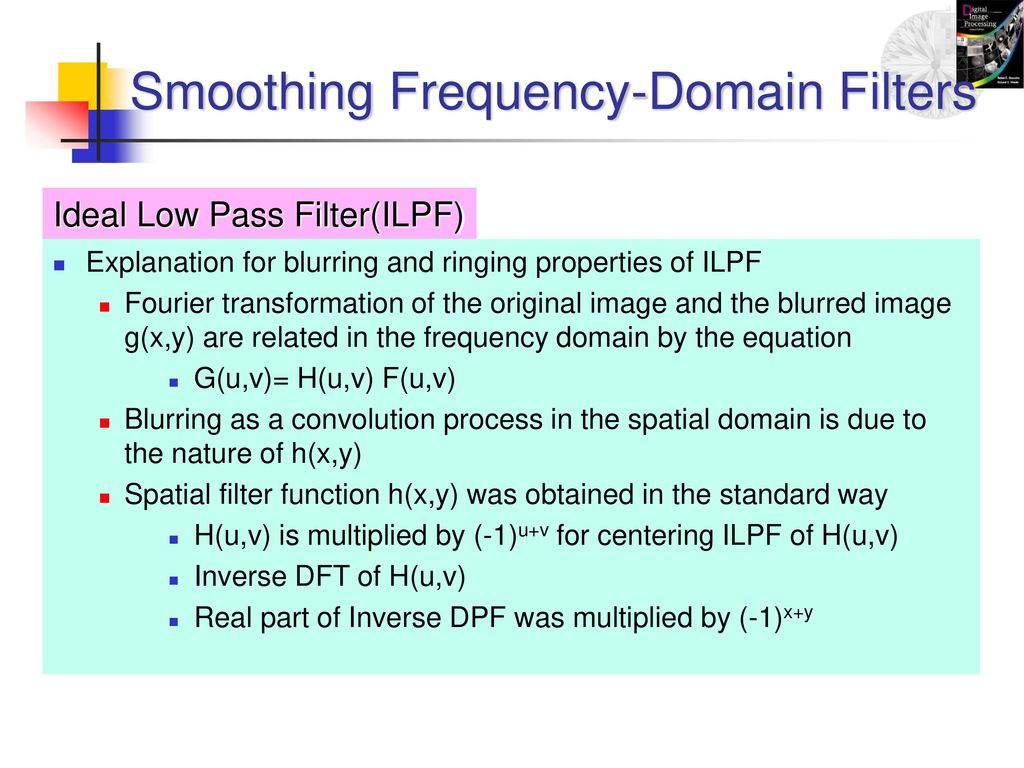 Digital
Image
Processing
Smoothing Frequency-Domain Filters
Ideal Low Pass Filter(ILPF)
Explanation for blurring and ringing properties of ILPF
Fourier transformation of the original image and the blurred image
g(x,y) are related in the frequency domain by the equation
G(u,v)= H(u,v) F(u,v)
Blurring as a convolution process in the spatial domain is due to
the nature of h(x,y)
Spatial filter function h(x,y) was obtained in the standard way
H(u,v) is multiplied by (-1)ᵘ⁺ᵛ for centering ILPF of H(u,v)
Inverse DFT of H(u,v)
Real part of Inverse DPF was multiplied by (-1)ˣ⁺ʸ